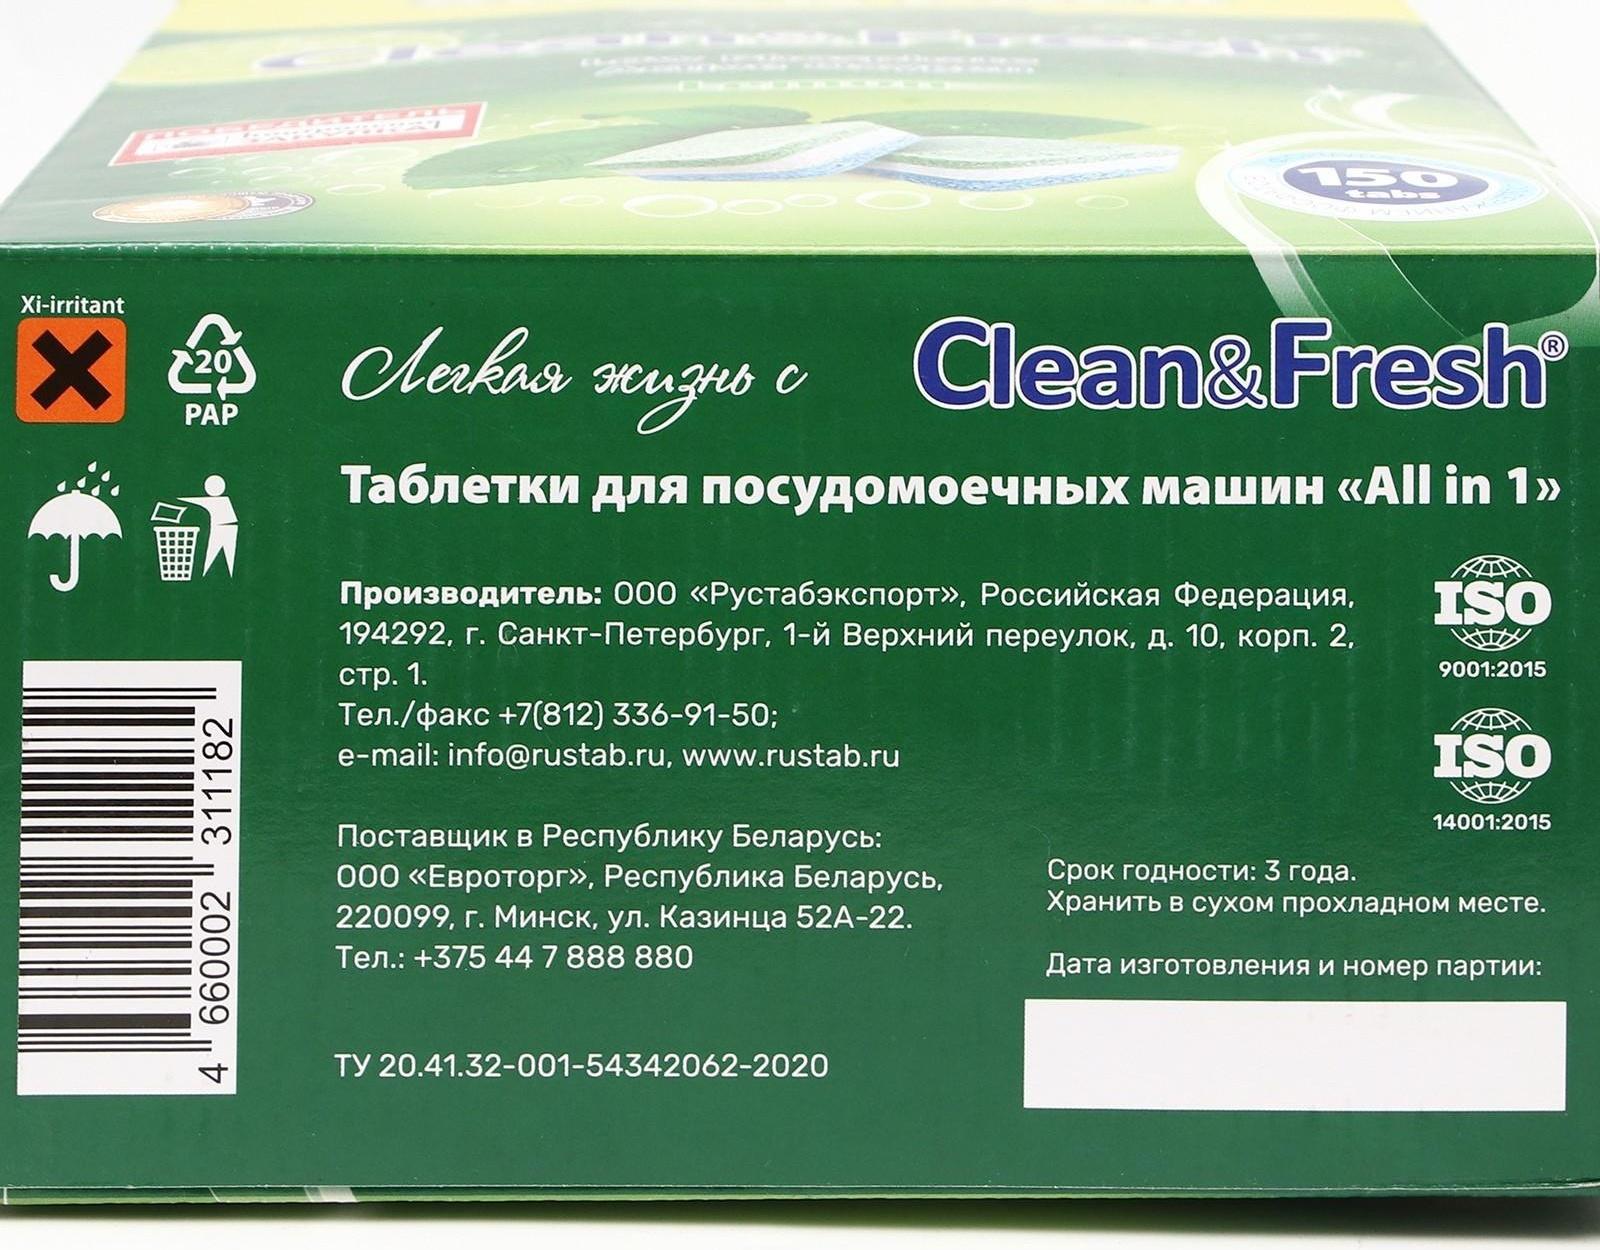 Clean&Fresh®
ПОБЕДИТЕЛЬ
150
tabs
Xi-irritant
20
PAP
Легкая жизнь с
Clean&Fresh®
Таблетки для посудомоечных машин «All in 1»
Производитель: ООО «Рустабэкспорт», Российская Федерация,
194292, г. Санкт-Петербург, 1-й Верхний переулок, д. 10, корп. 2,
стр. 1.
Тел./факс +7(812) 336-91-50;
e-mail: info@rustab.ru, www.rustab.ru
ISO
9001:2015
ISO
14001:2015
Поставщик в Республику Беларусь:
ООО «Евроторг», Республика Беларусь,
220099, г. Минск, ул. Казинца 52А-22.
Тел.: +375 44 7 888 880
Срок годности: 3 года.
Хранить в сухом прохладном месте.
Дата изготовления и номер партии:
ТУ 20.41.32-001-54342062-2020
4 660002 311182